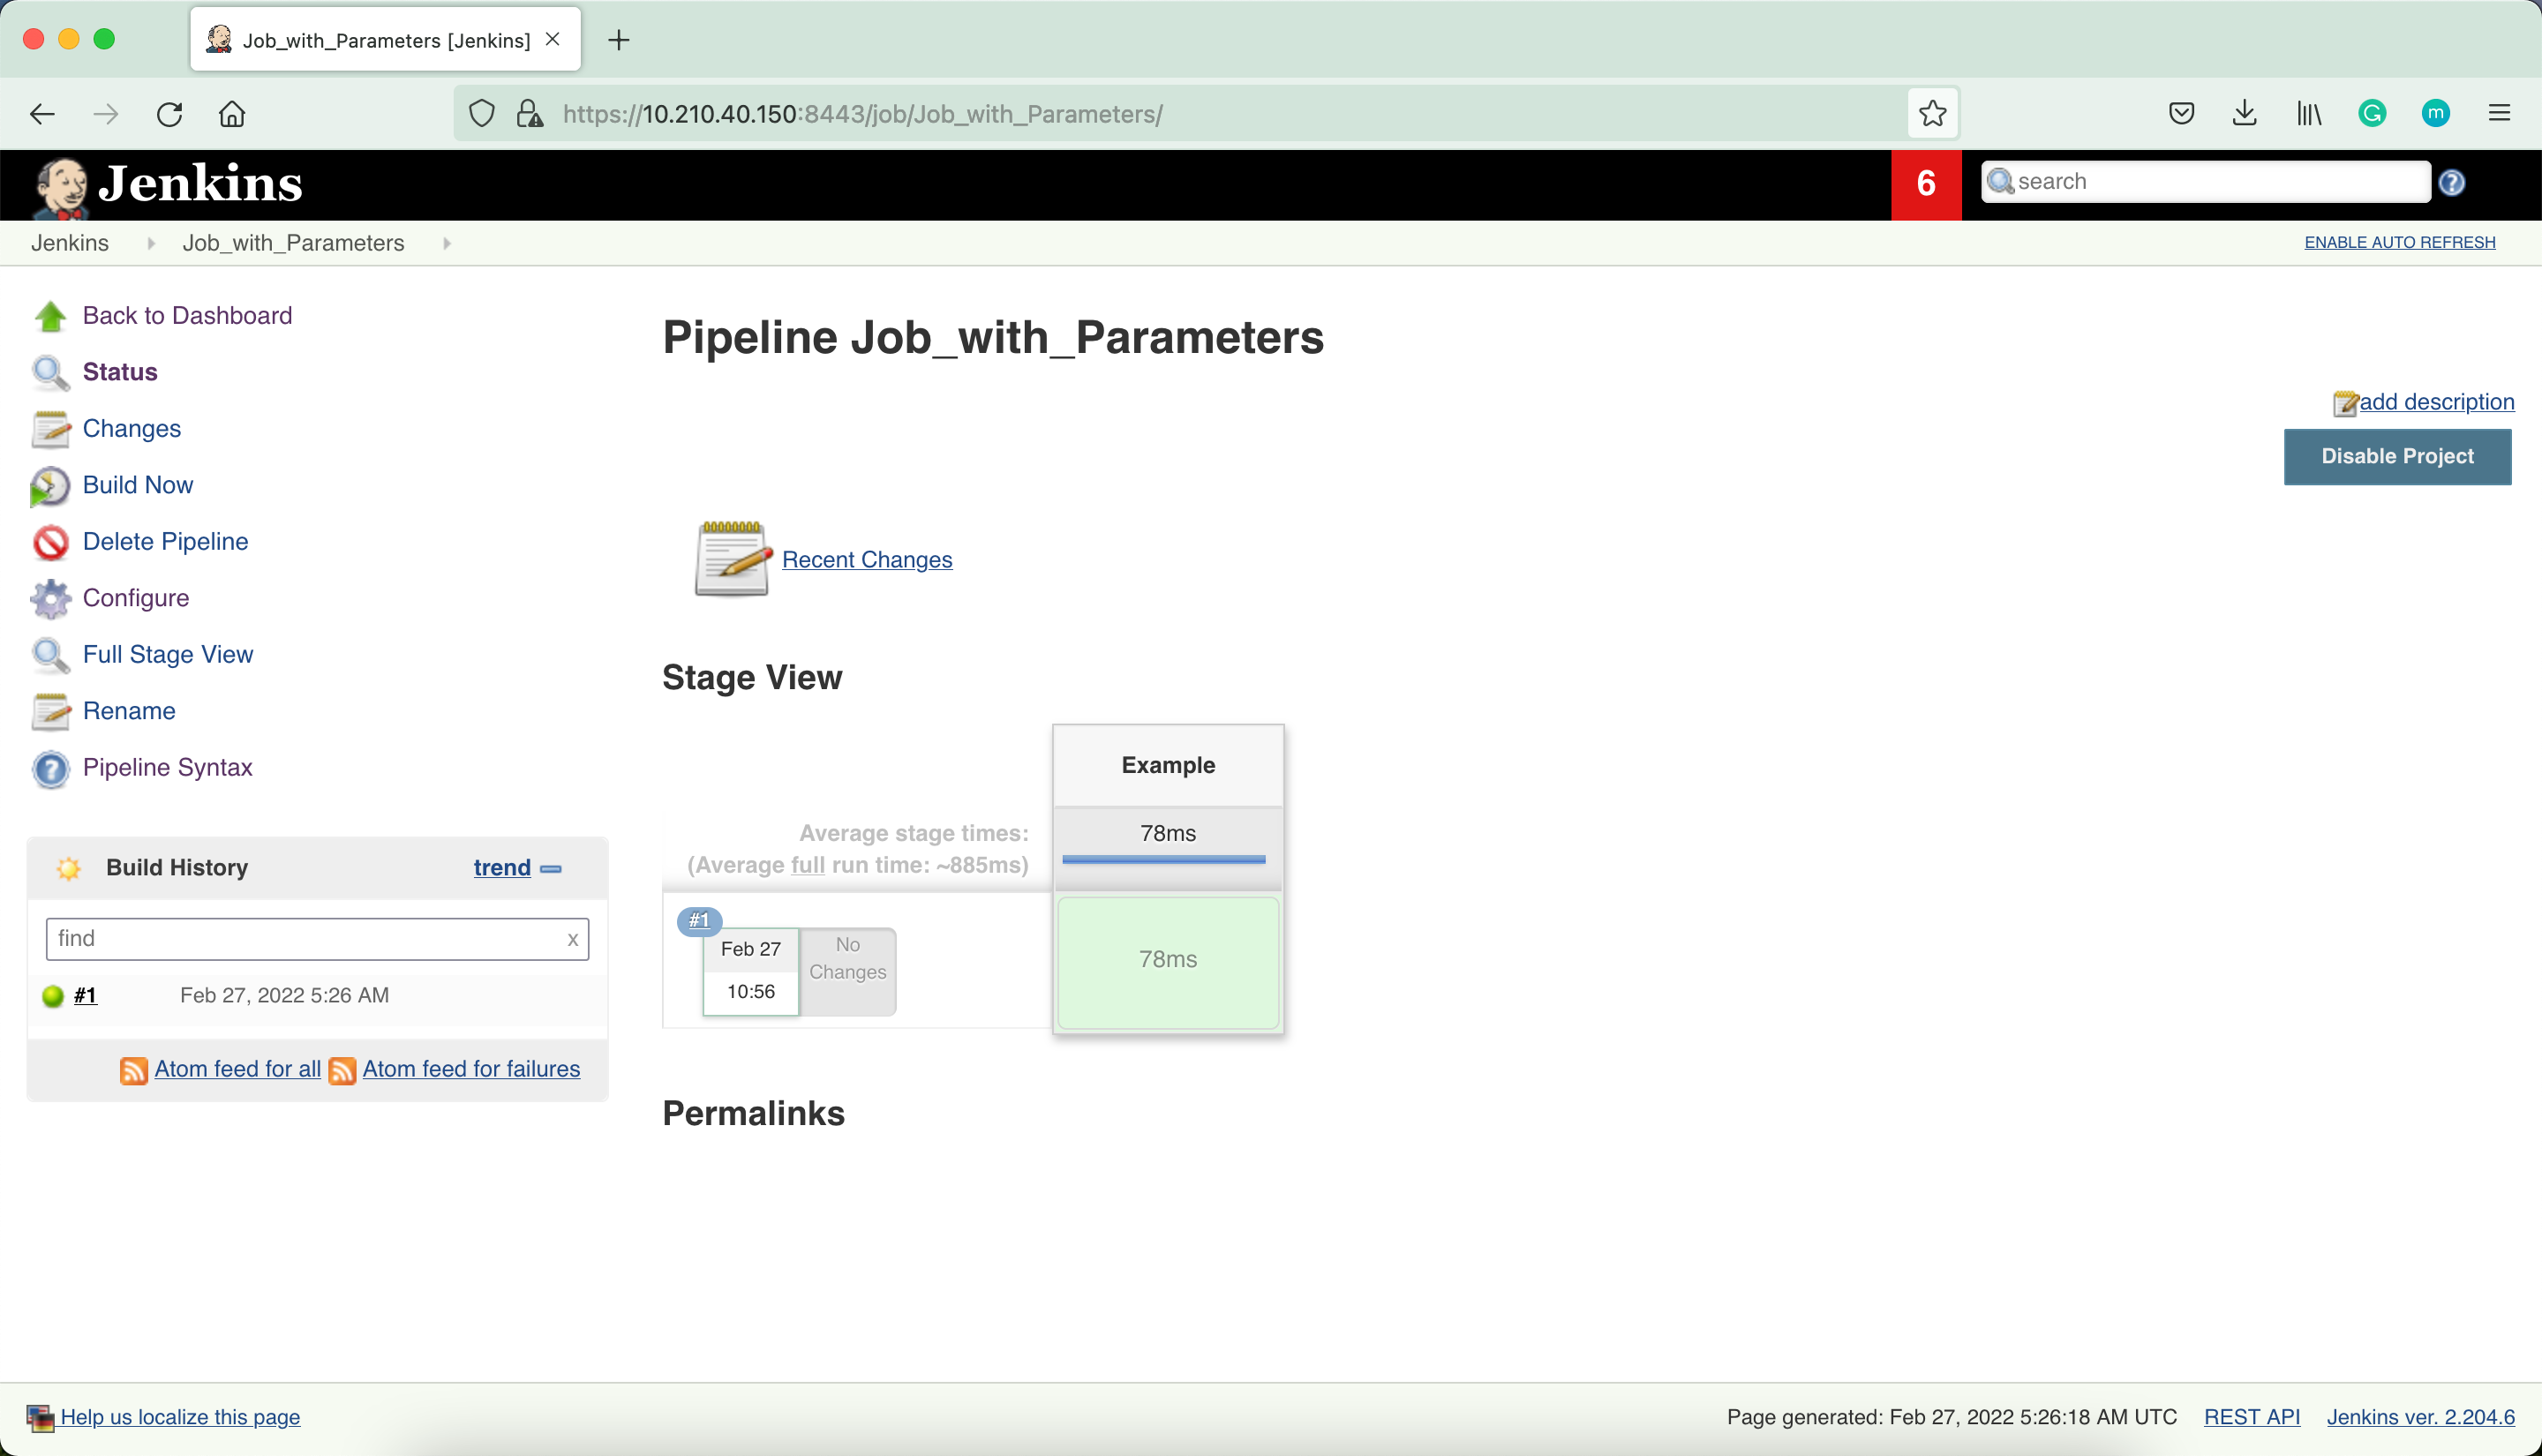 Job_with_Parameters [Jenkins]
https://10.210.40.150:8443/job/Job_with_Parameters/
m
Jenkins
6
search
?
Jenkins
Job_with_Parameters
ENABLE AUTO REFRESH
Back to Dashboard
Status
Changes
Build Now
Delete Pipeline
Configure
Full Stage View
Rename
? Pipeline Syntax
Build History
trend
find
x
#1 Feb 27, 2022 5:26 AM
Atom feed for all
Atom feed for failures
Pipeline Job_with_Parameters
add description
Disable Project
Recent Changes
Stage View
Example
Average stage times:
(Average full run time: ~885ms)
78ms
#1
Feb 27
10:56
No
Changes
78ms
Permalinks
Help us localize this page
Page generated: Feb 27, 2022 5:26:18 AM UTC
REST API
Jenkins ver. 2.204.6